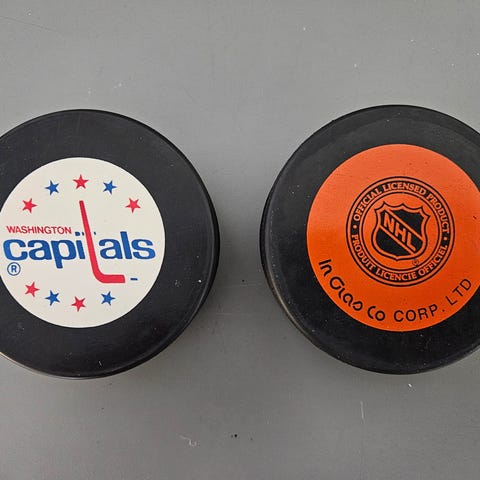 WASHINGTON
capitals
®
OFFICIAL LICENSED PRODUCT
NHL
PRODUIT LICENCIÉ OFFICIEL
©
In Glas Co CORP. LTD